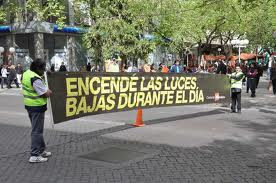 ENCENDÉ LAS LUCES
BAJAS DURANTE EL DÍA